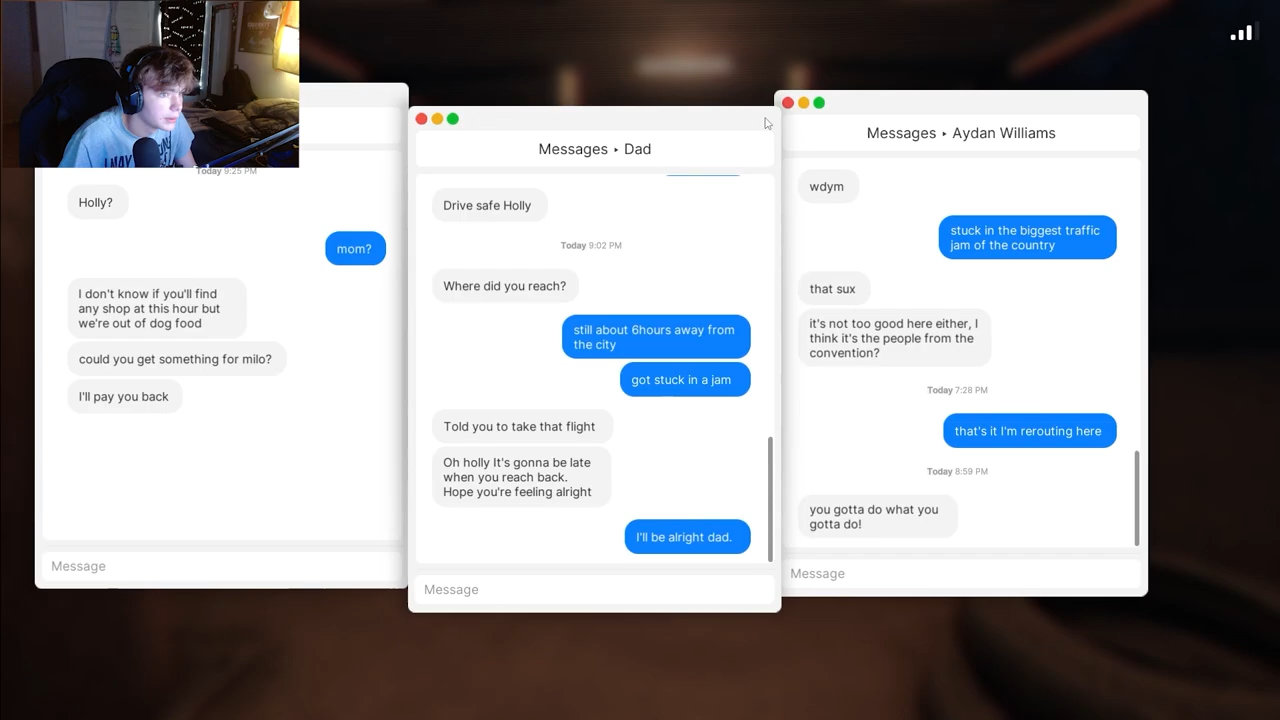 Today 9:25 PM
Holly?
mom?
I don't know if you'll find
any shop at this hour but
we're out of dog food
could you get something for milo?
I'll pay you back
Message
Messages ‣ Dad
Drive safe Holly
Today 9:02 PM
Where did you reach?
still about 6hours away from
the city
got stuck in a jam
Told you to take that flight
Oh holly It's gonna be late
when you reach back.
Hope you're feeling alright
I'll be alright dad.
Message
Messages ‣ Aydan Williams
wdym
stuck in the biggest traffic
jam of the country
that sux
it's not too good here either, I
think it's the people from the
convention?
Today 7:28 PM
that's it I'm rerouting here
Today 8:59 PM
you gotta do what you
gotta do!
Message